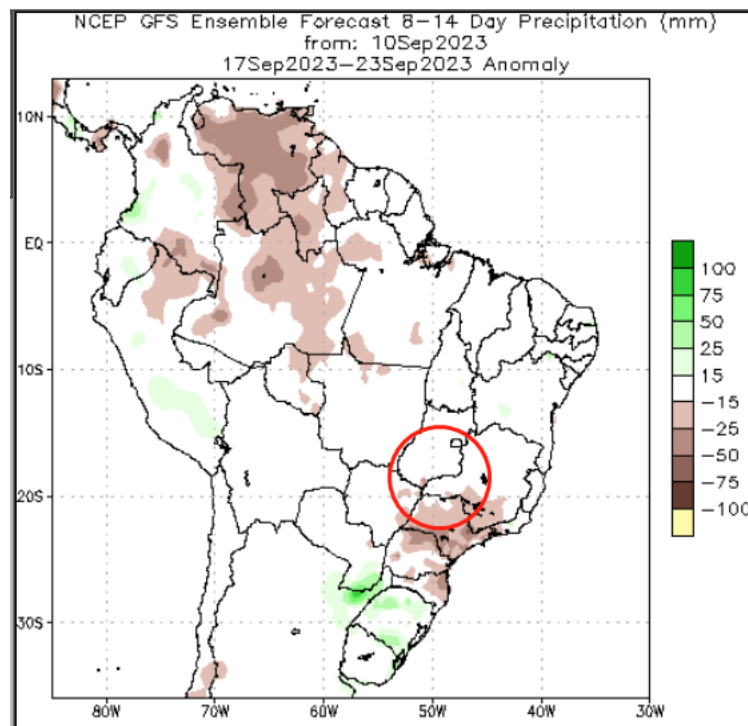 NCEP GFS Ensemble Forecast 8-14 Day Precipitation (mm)
from: 10Sep2023
17Sep2023-23Sep2023 Anomaly
10N
EQ
10S
20S
30S
80W 70W 60W 50W 40W 30W
100
75
50
25
15
-15
-25
-50
-75
-100